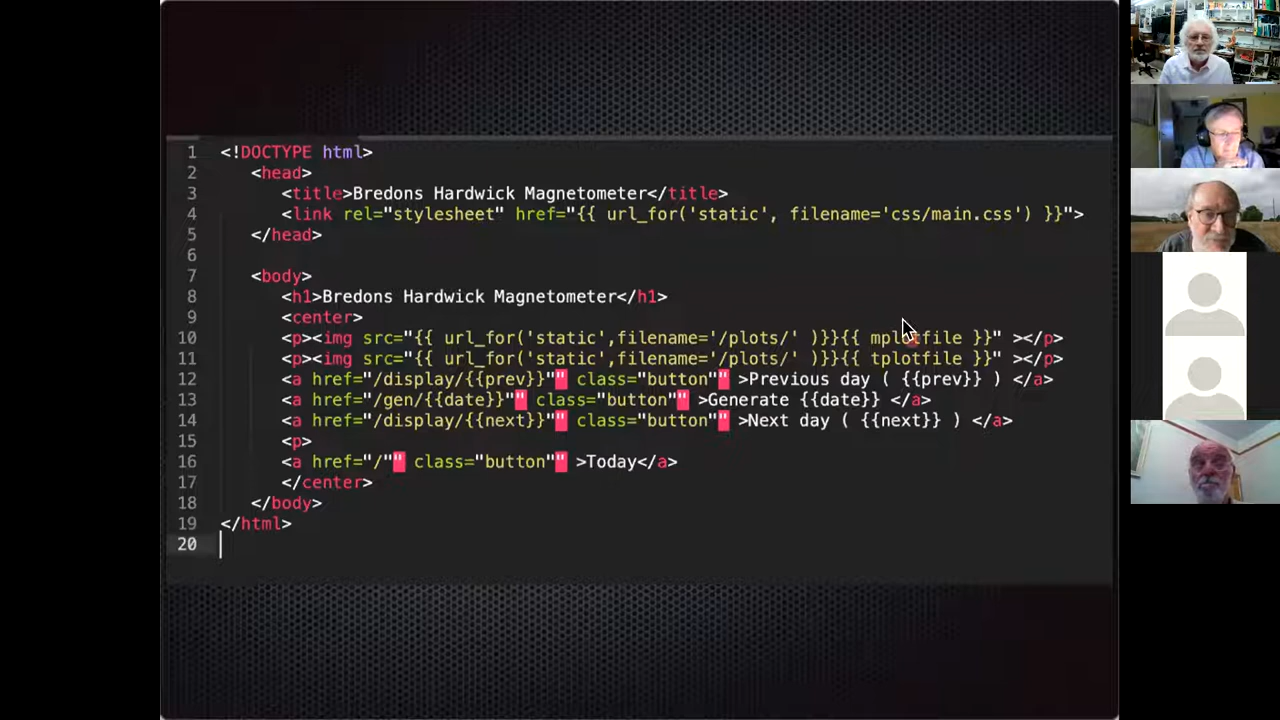 1 <!DOCTYPE html>
2 <head>
3 <title>Bredons Hardwick Magnetometer</title>
4 <link rel="stylesheet" href="{{ url_for('static', filename='css/main.css') }}">
5 </head>
6
7 <body>
8 <h1>Bredons Hardwick Magnetometer</h1>
9 <center>
10 <p><img src="{{ url_for('static',filename='/plots/' )}}{{ mplotfile }}" ></p>
11 <p><img src="{{ url_for('static',filename='/plots/' )}}{{ tplotfile }}" ></p>
12 <a href="/display/{{prev}}"" class="button"" >Previous day ( {{prev}} ) </a>
13 <a href="/gen/{{date}}"" class="button"" >Generate {{date}} </a>
14 <a href="/display/{{next}}"" class="button"" >Next day ( {{next}} ) </a>
15 <p>
16 <a href="/"" class="button"" >Today</a>
17 </center>
18 </body>
19 </html>
20